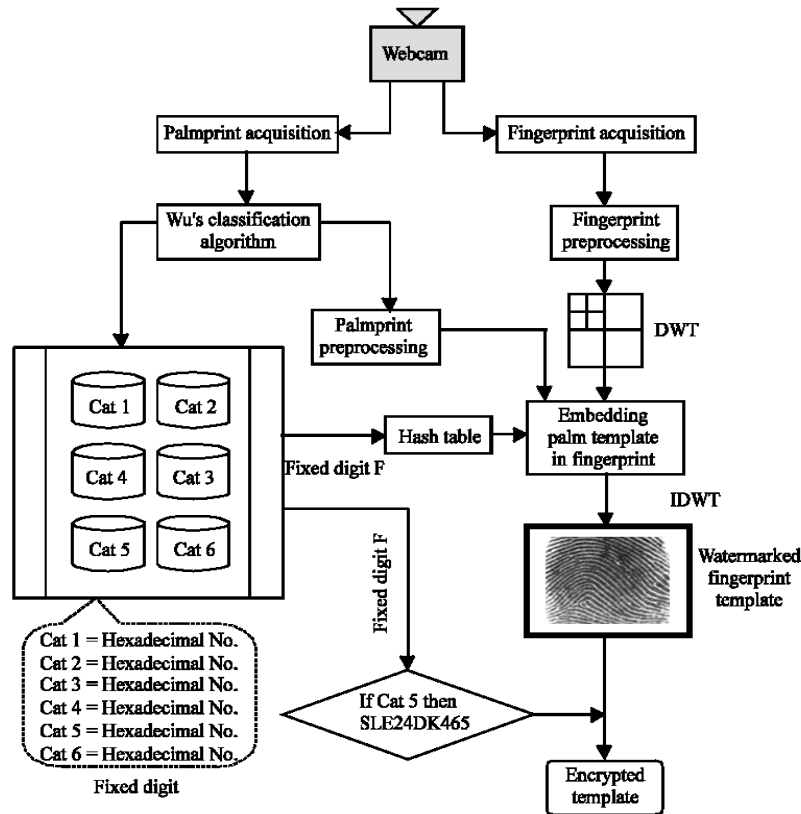 Webcam
Palmprint acquisition
Fingerprint acquisition
Wu's classification
algorithm
Fingerprint
preprocessing
Palmprint
preprocessing
DWT
Cat 1
Cat 2
Cat 4
Cat 3
Cat 5
Cat 6
Fixed digit F
Hash table
Embedding
palm template
in fingerprint
IDWT
Fixed digit F
Watermarked
fingerprint
template
Cat 1 = Hexadecimal No.
Cat 2 = Hexadecimal No.
Cat 3 = Hexadecimal No.
Cat 4 = Hexadecimal No.
Cat 5 = Hexadecimal No.
Cat 6 = Hexadecimal No.
Fixed digit
If Cat 5 then
SLE24DK465
Encrypted
template